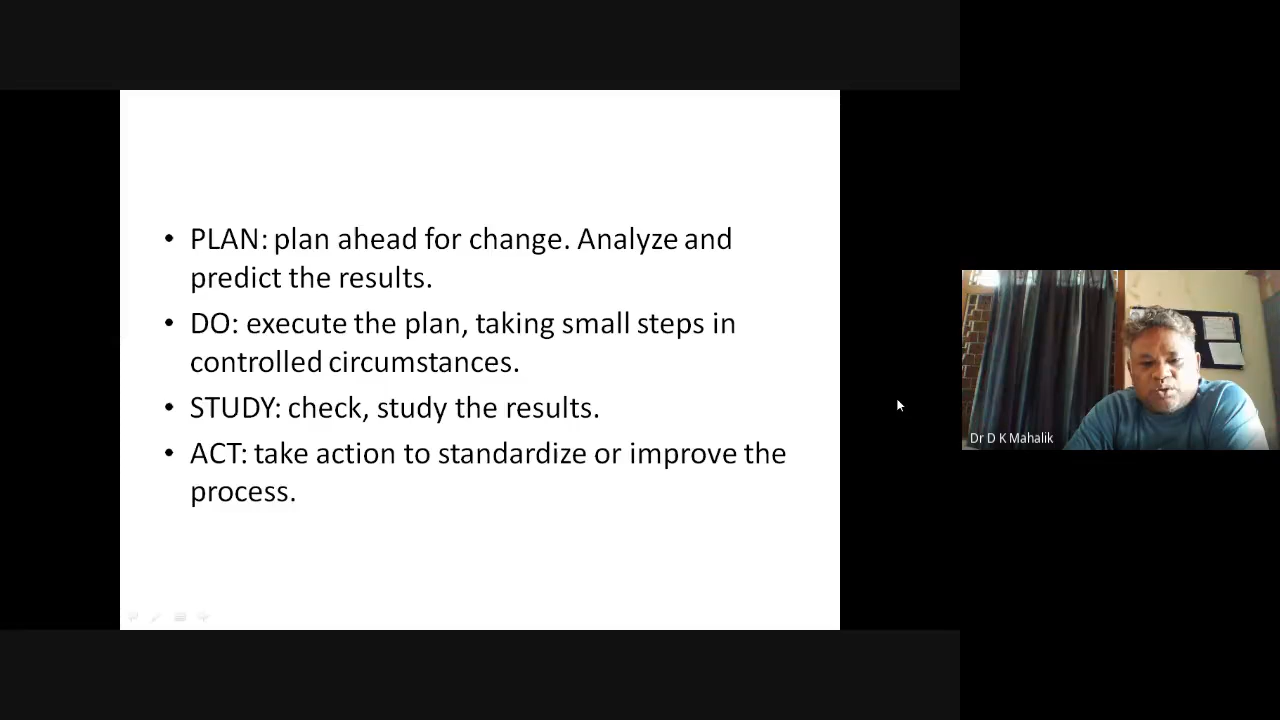 • PLAN: plan ahead for change. Analyze and
predict the results.
• DO: execute the plan, taking small steps in
controlled circumstances.
• STUDY: check, study the results.
• ACT: take action to standardize or improve the
process.
Dr D K Mahalik